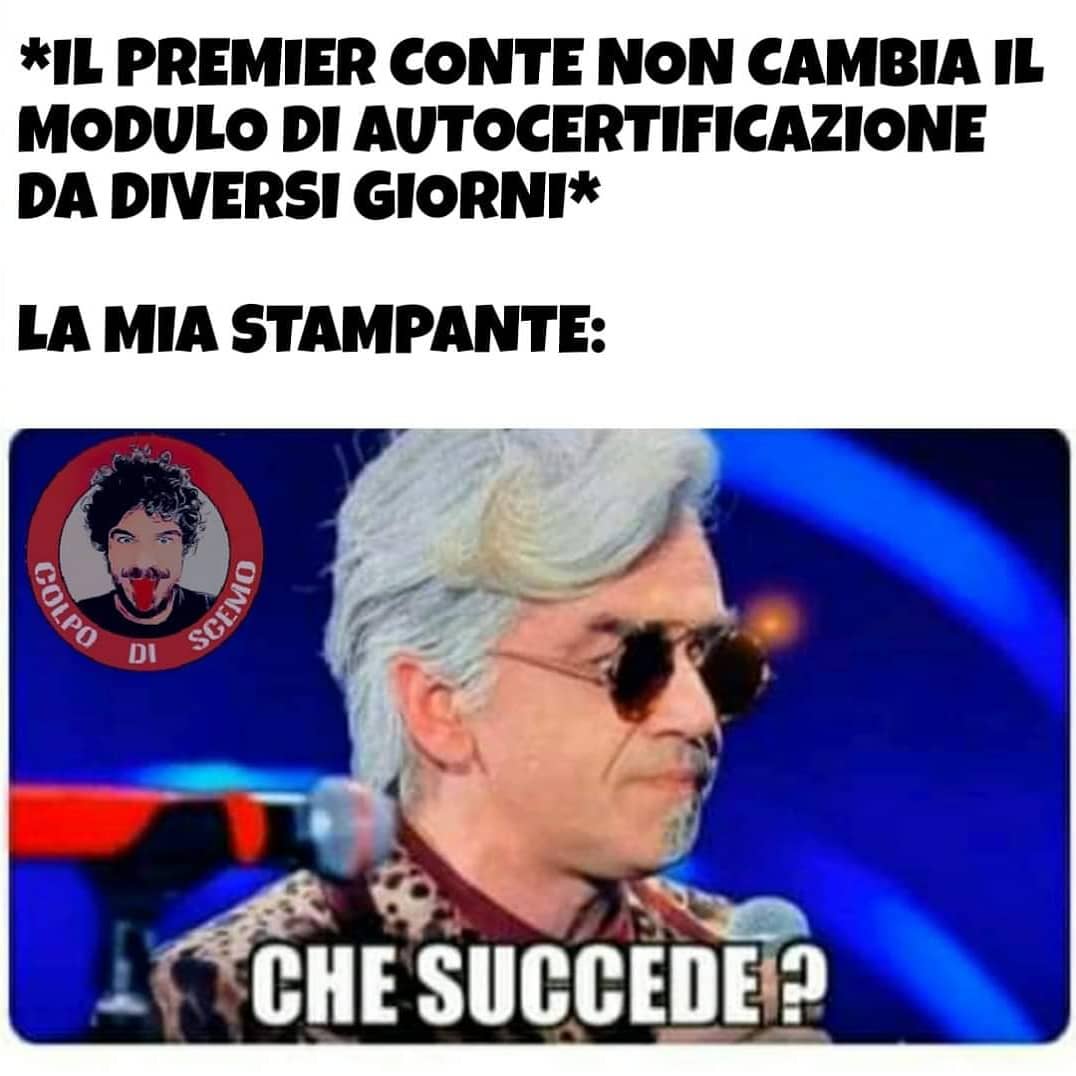 *IL PREMIER CONTE NON CAMBIA IL
MODULO DI AUTOCERTIFICAZIONE
DA DIVERSI GIORNI*
LA MIA STAMPANTE:
COLPO DI SCEMO
CHE SUCCEDE?